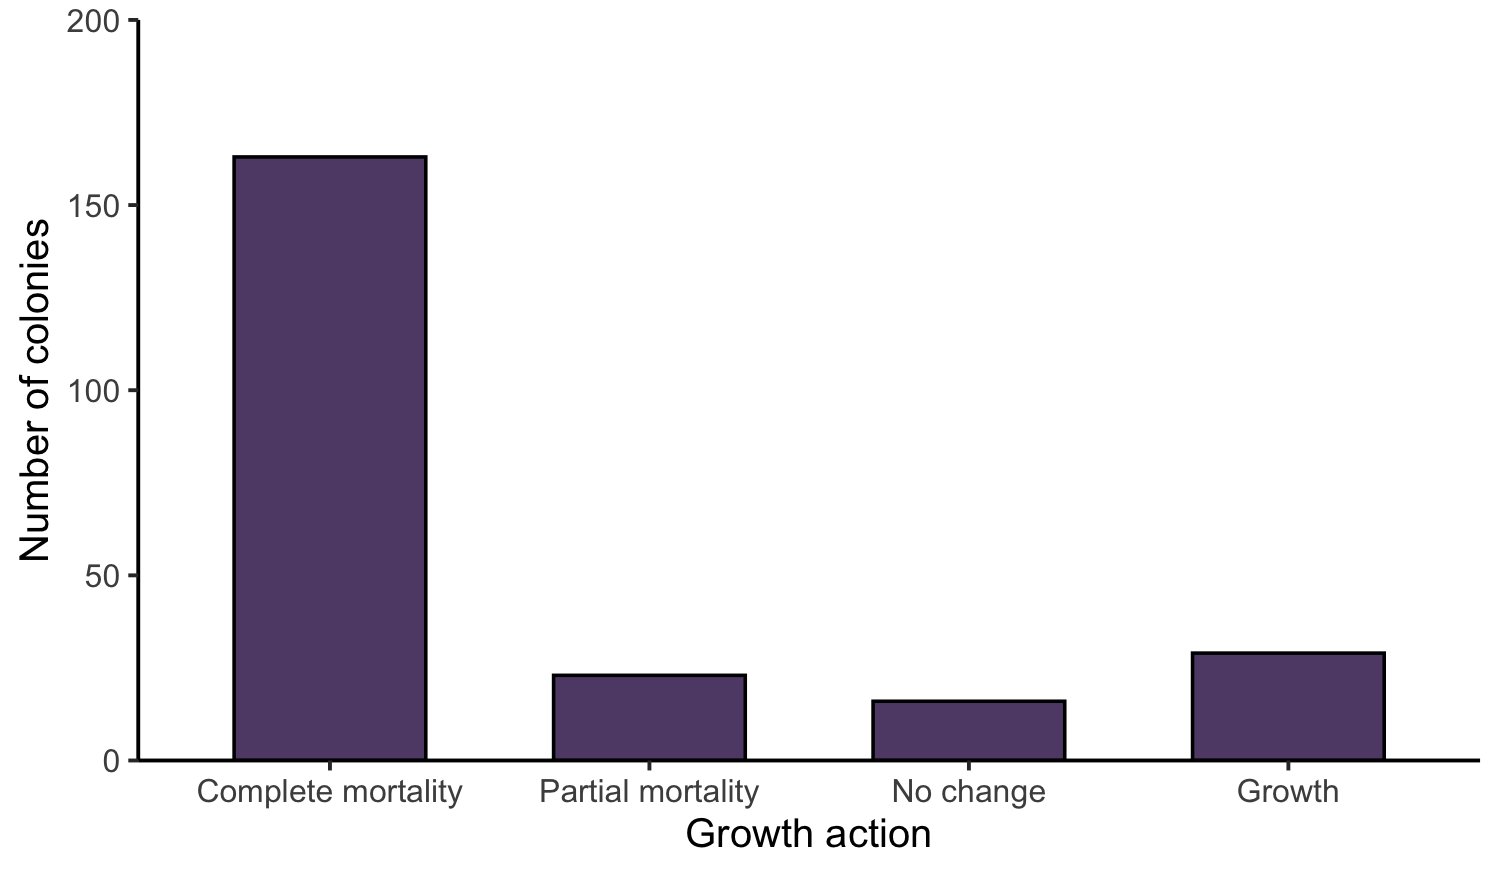 200
150
100
50
0
Number of colonies
Complete mortality
Partial mortality
No change
Growth
Growth action